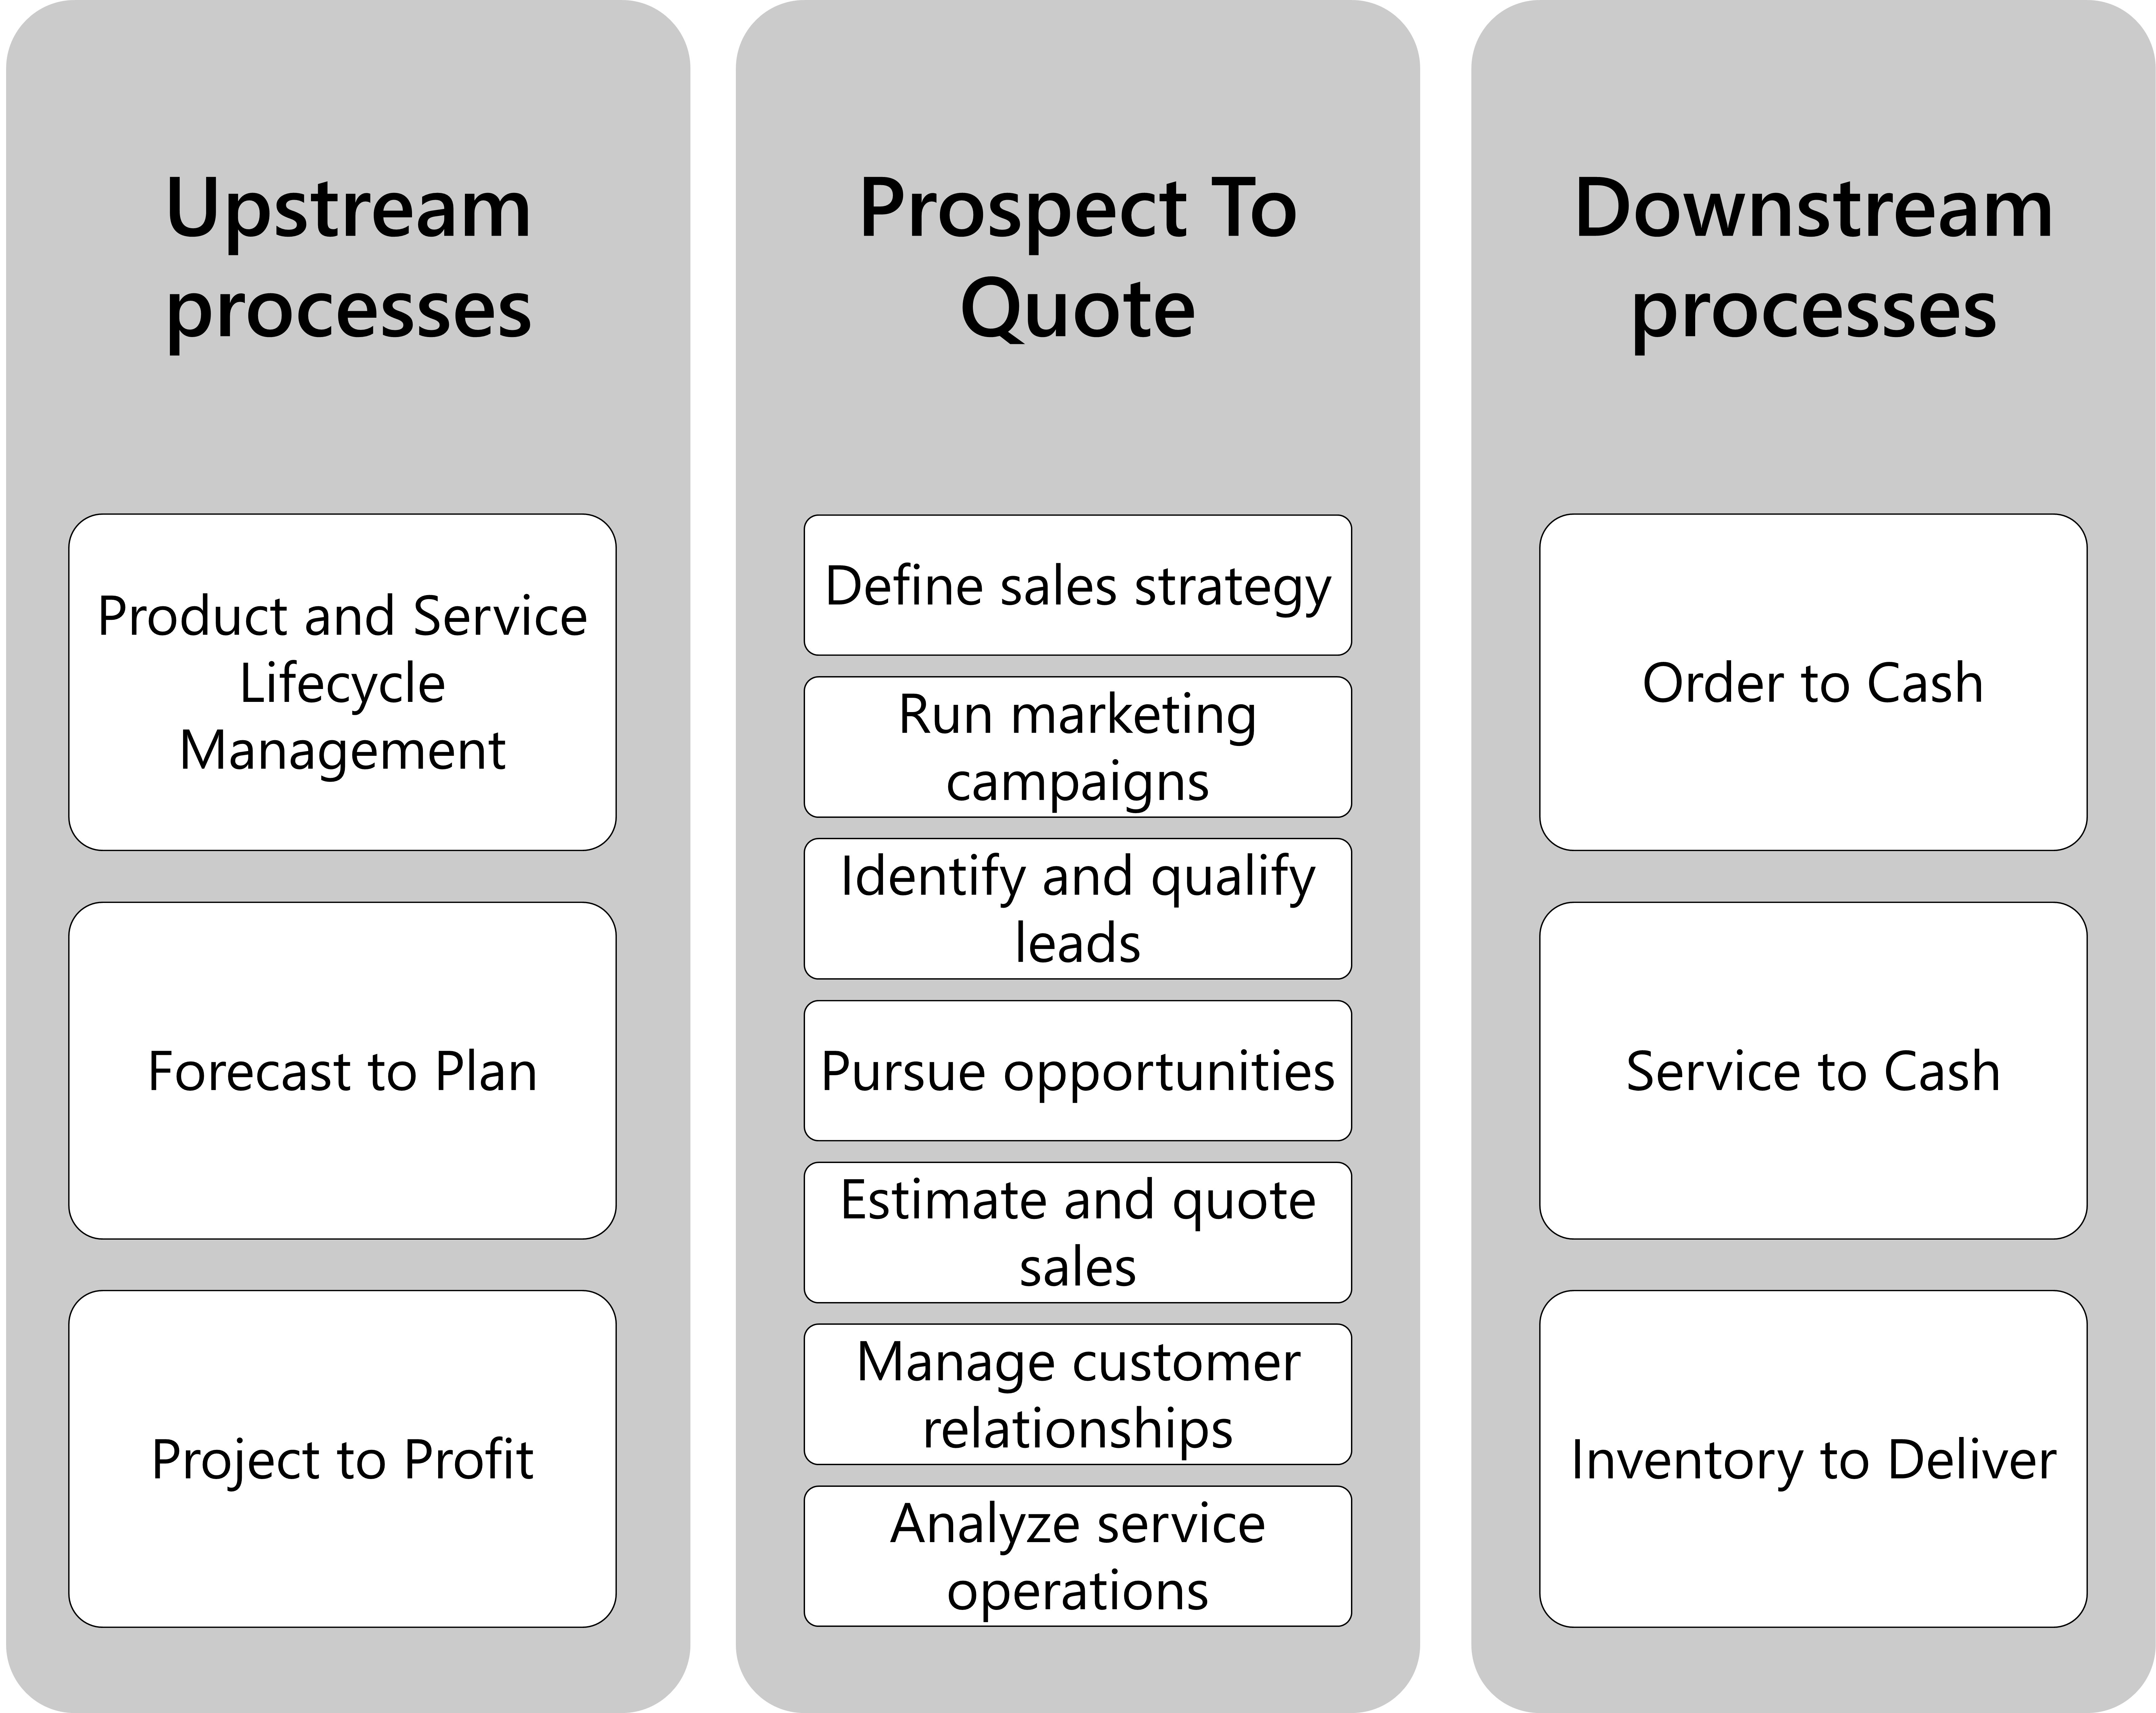 Upstream
processes
Product and Service
Lifecycle
Management
Forecast to Plan
Project to Profit
Prospect To
Quote
Define sales strategy
Run marketing
campaigns
Identify and qualify
leads
Pursue opportunities
Estimate and quote
sales
Manage customer
relationships
Analyze service
operations
Downstream
processes
Order to Cash
Service to Cash
Inventory to Deliver